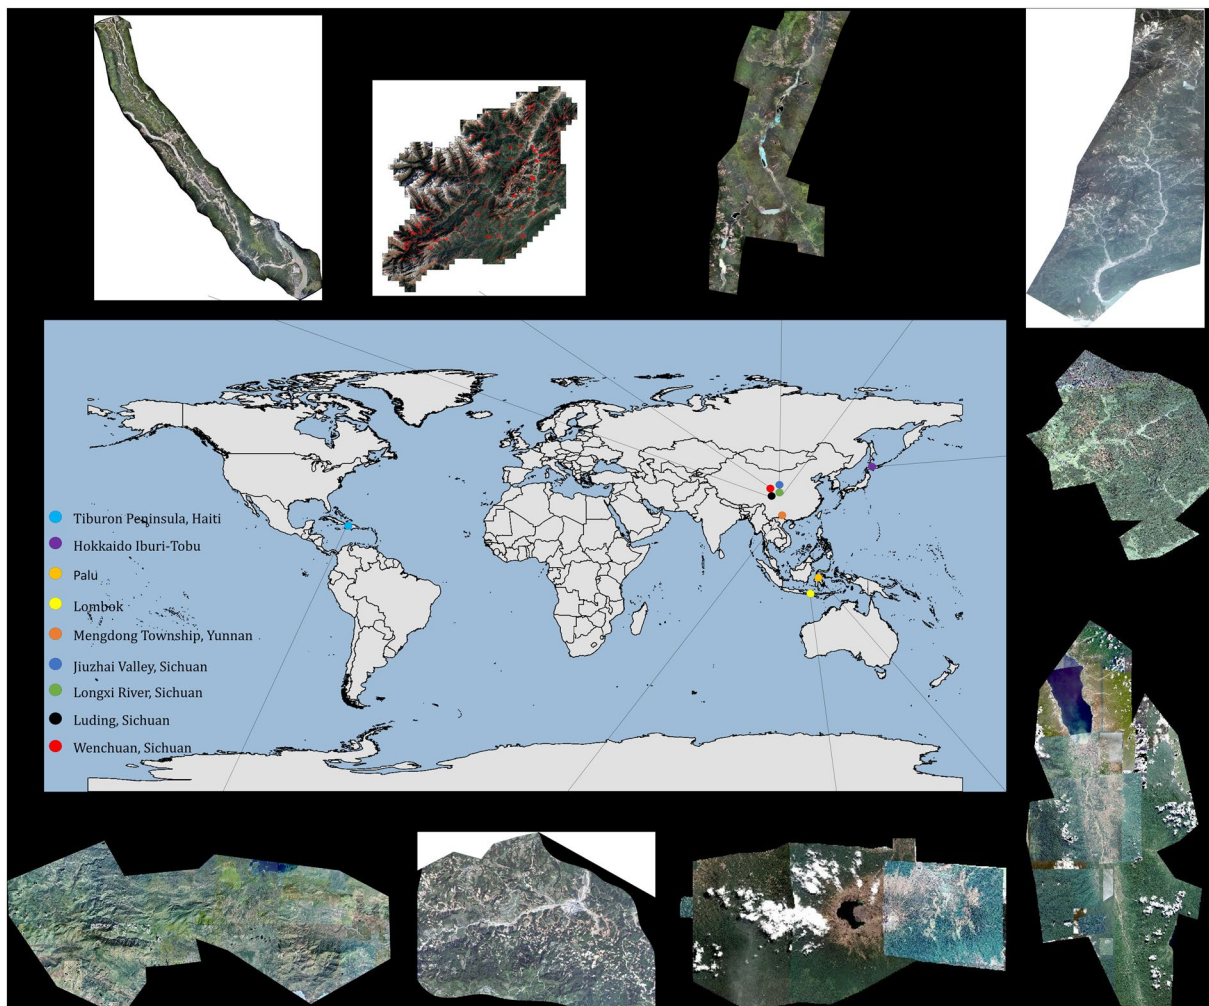 Tiburon Peninsula, Haiti
Hokkaido Iburi-Tobu
Palu
Lombok
Mengdong Township, Yunnan
Jiuzhai Valley, Sichuan
Longxi River, Sichuan
Luding, Sichuan
Wenchuan, Sichuan